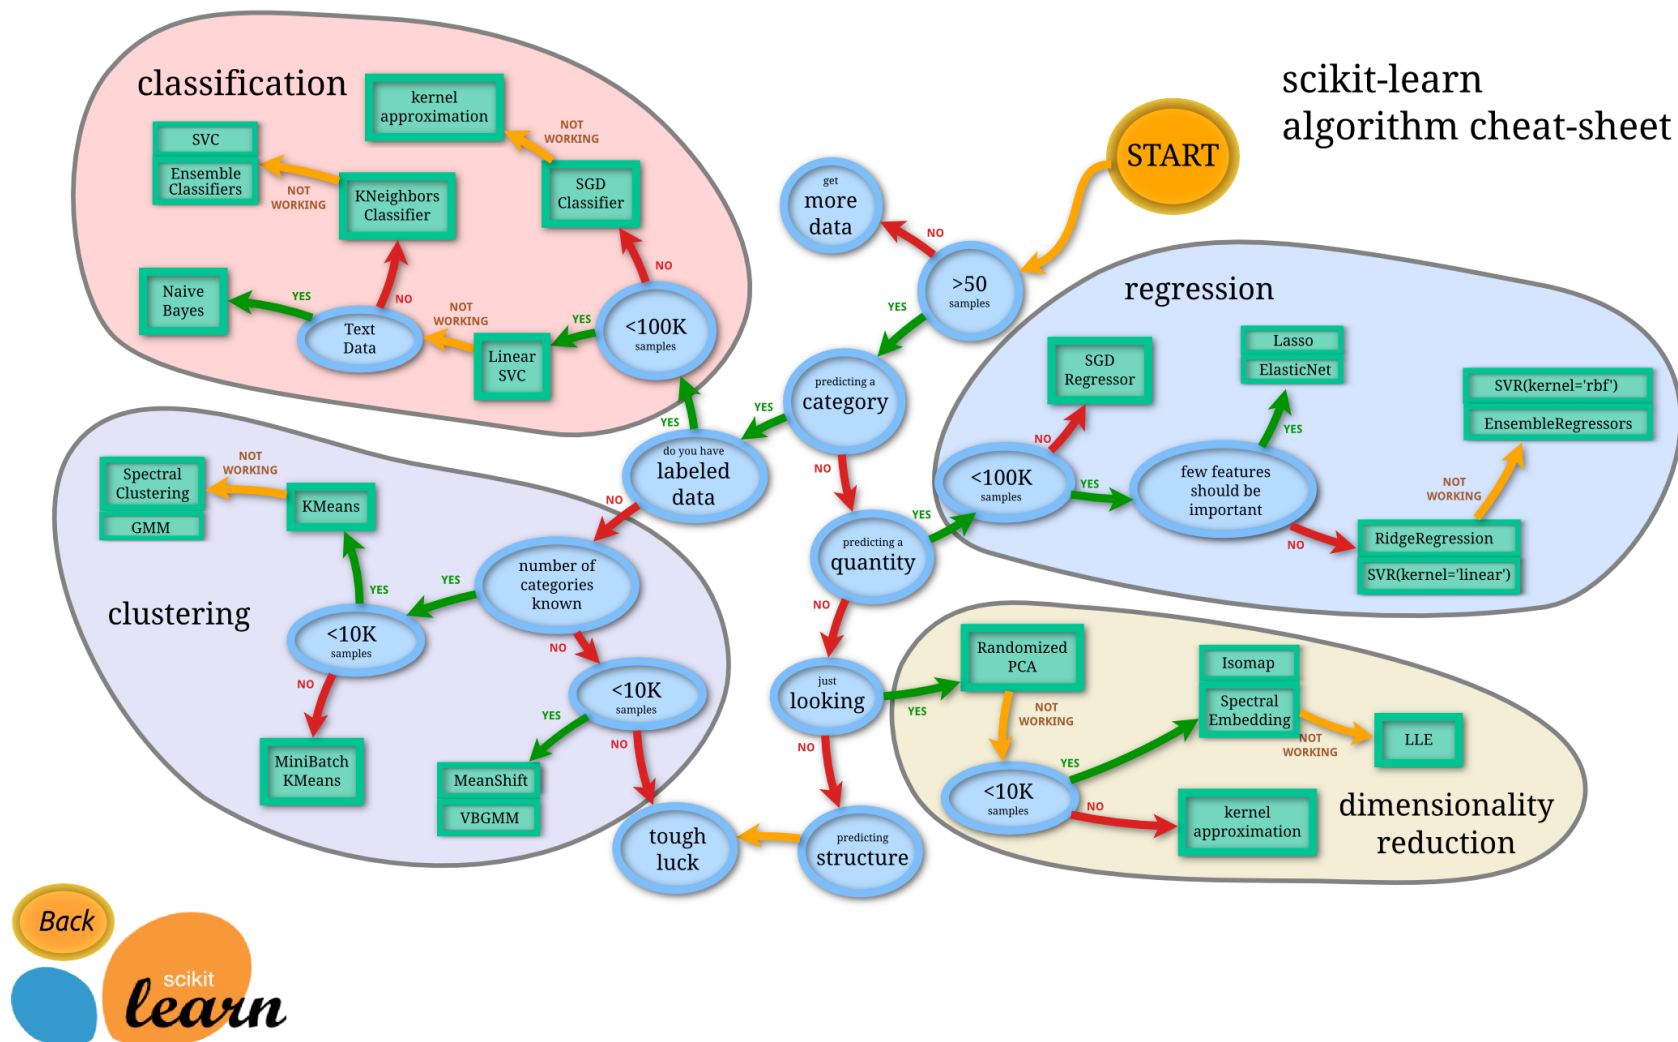 scikit-learn
algorithm cheat-sheet
START
>50
samples
NO
get
more
data
YES
predicting a
category
YES
do you have
labeled
data
NO
predicting a
quantity
YES
NO
just
looking
YES
NO
predicting
structure
tough
luck
classification
YES
<100K
samples
NO
SGD
Classifier
NOT
WORKING
kernel
approximation
YES
Linear
SVC
NOT
WORKING
Text
Data
YES
Naive
Bayes
NO
KNeighbors
Classifier
NOT
WORKING
SVC
Ensemble
Classifiers
clustering
NO
number of
categories
known
YES
<10K
samples
YES
KMeans
NOT
WORKING
Spectral
Clustering
GMM
NO
MiniBatch
KMeans
NO
<10K
samples
YES
MeanShift
VBGMM
NO
regression
<100K
samples
NO
SGD
Regressor
YES
few features
should be
important
YES
Lasso
ElasticNet
NO
RidgeRegression
SVR(kernel='linear')
NOT
WORKING
SVR(kernel='rbf')
EnsembleRegressors
dimensionality
reduction
Randomized
PCA
NOT
WORKING
<10K
samples
YES
Isomap
Spectral
Embedding
NOT
WORKING
LLE
NO
kernel
approximation
Back
scikit
learn